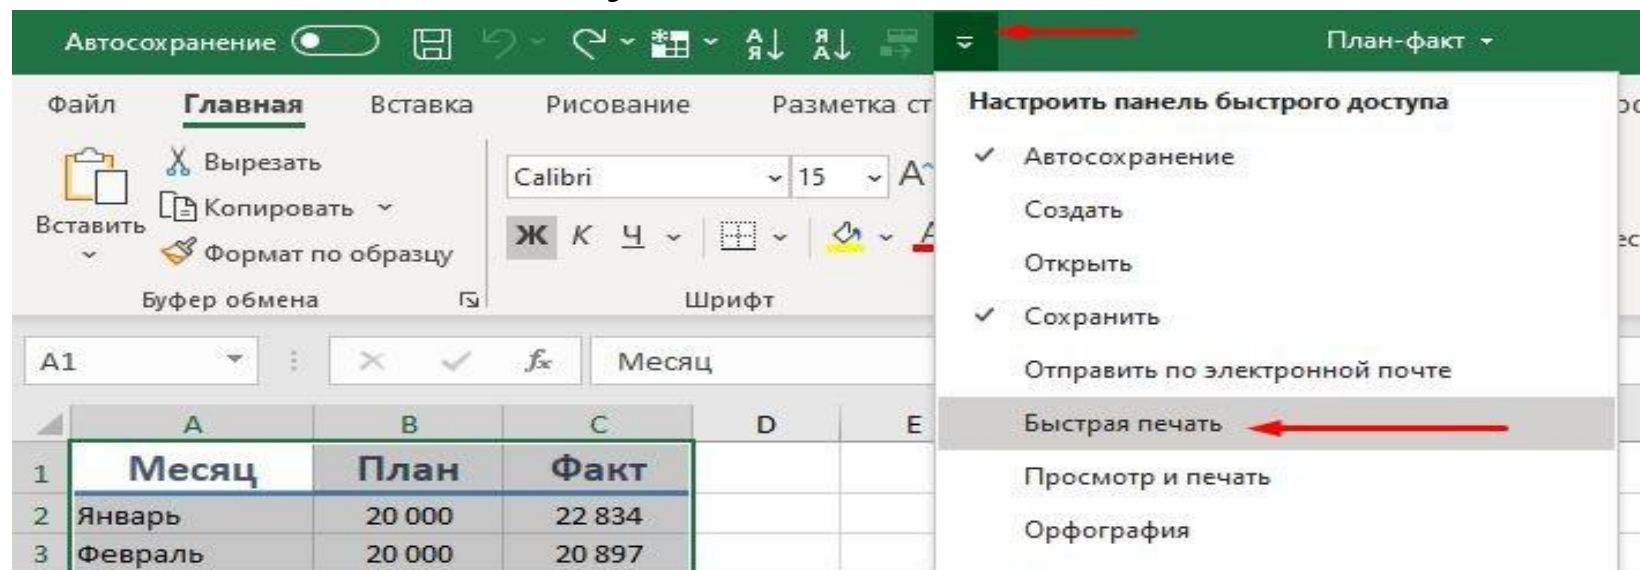 Автосохранение
План-факт
Файл Главная Вставка Рисование Разметка ст
Настроить панель быстрого доступа
Вставить
Вырезать
Копировать
Формат по образцу
Буфер обмена
Calibri 15
Ж К Ч
Шрифт
Автосохранение
Создать
Открыть
Сохранить
Отправить по электронной почте
Быстрая печать
Просмотр и печать
Орфография
A1 fx Месяц
A B C D E
1 Месяц План Факт
2 Январь 20 000 22 834
3 Февраль 20 000 20 897